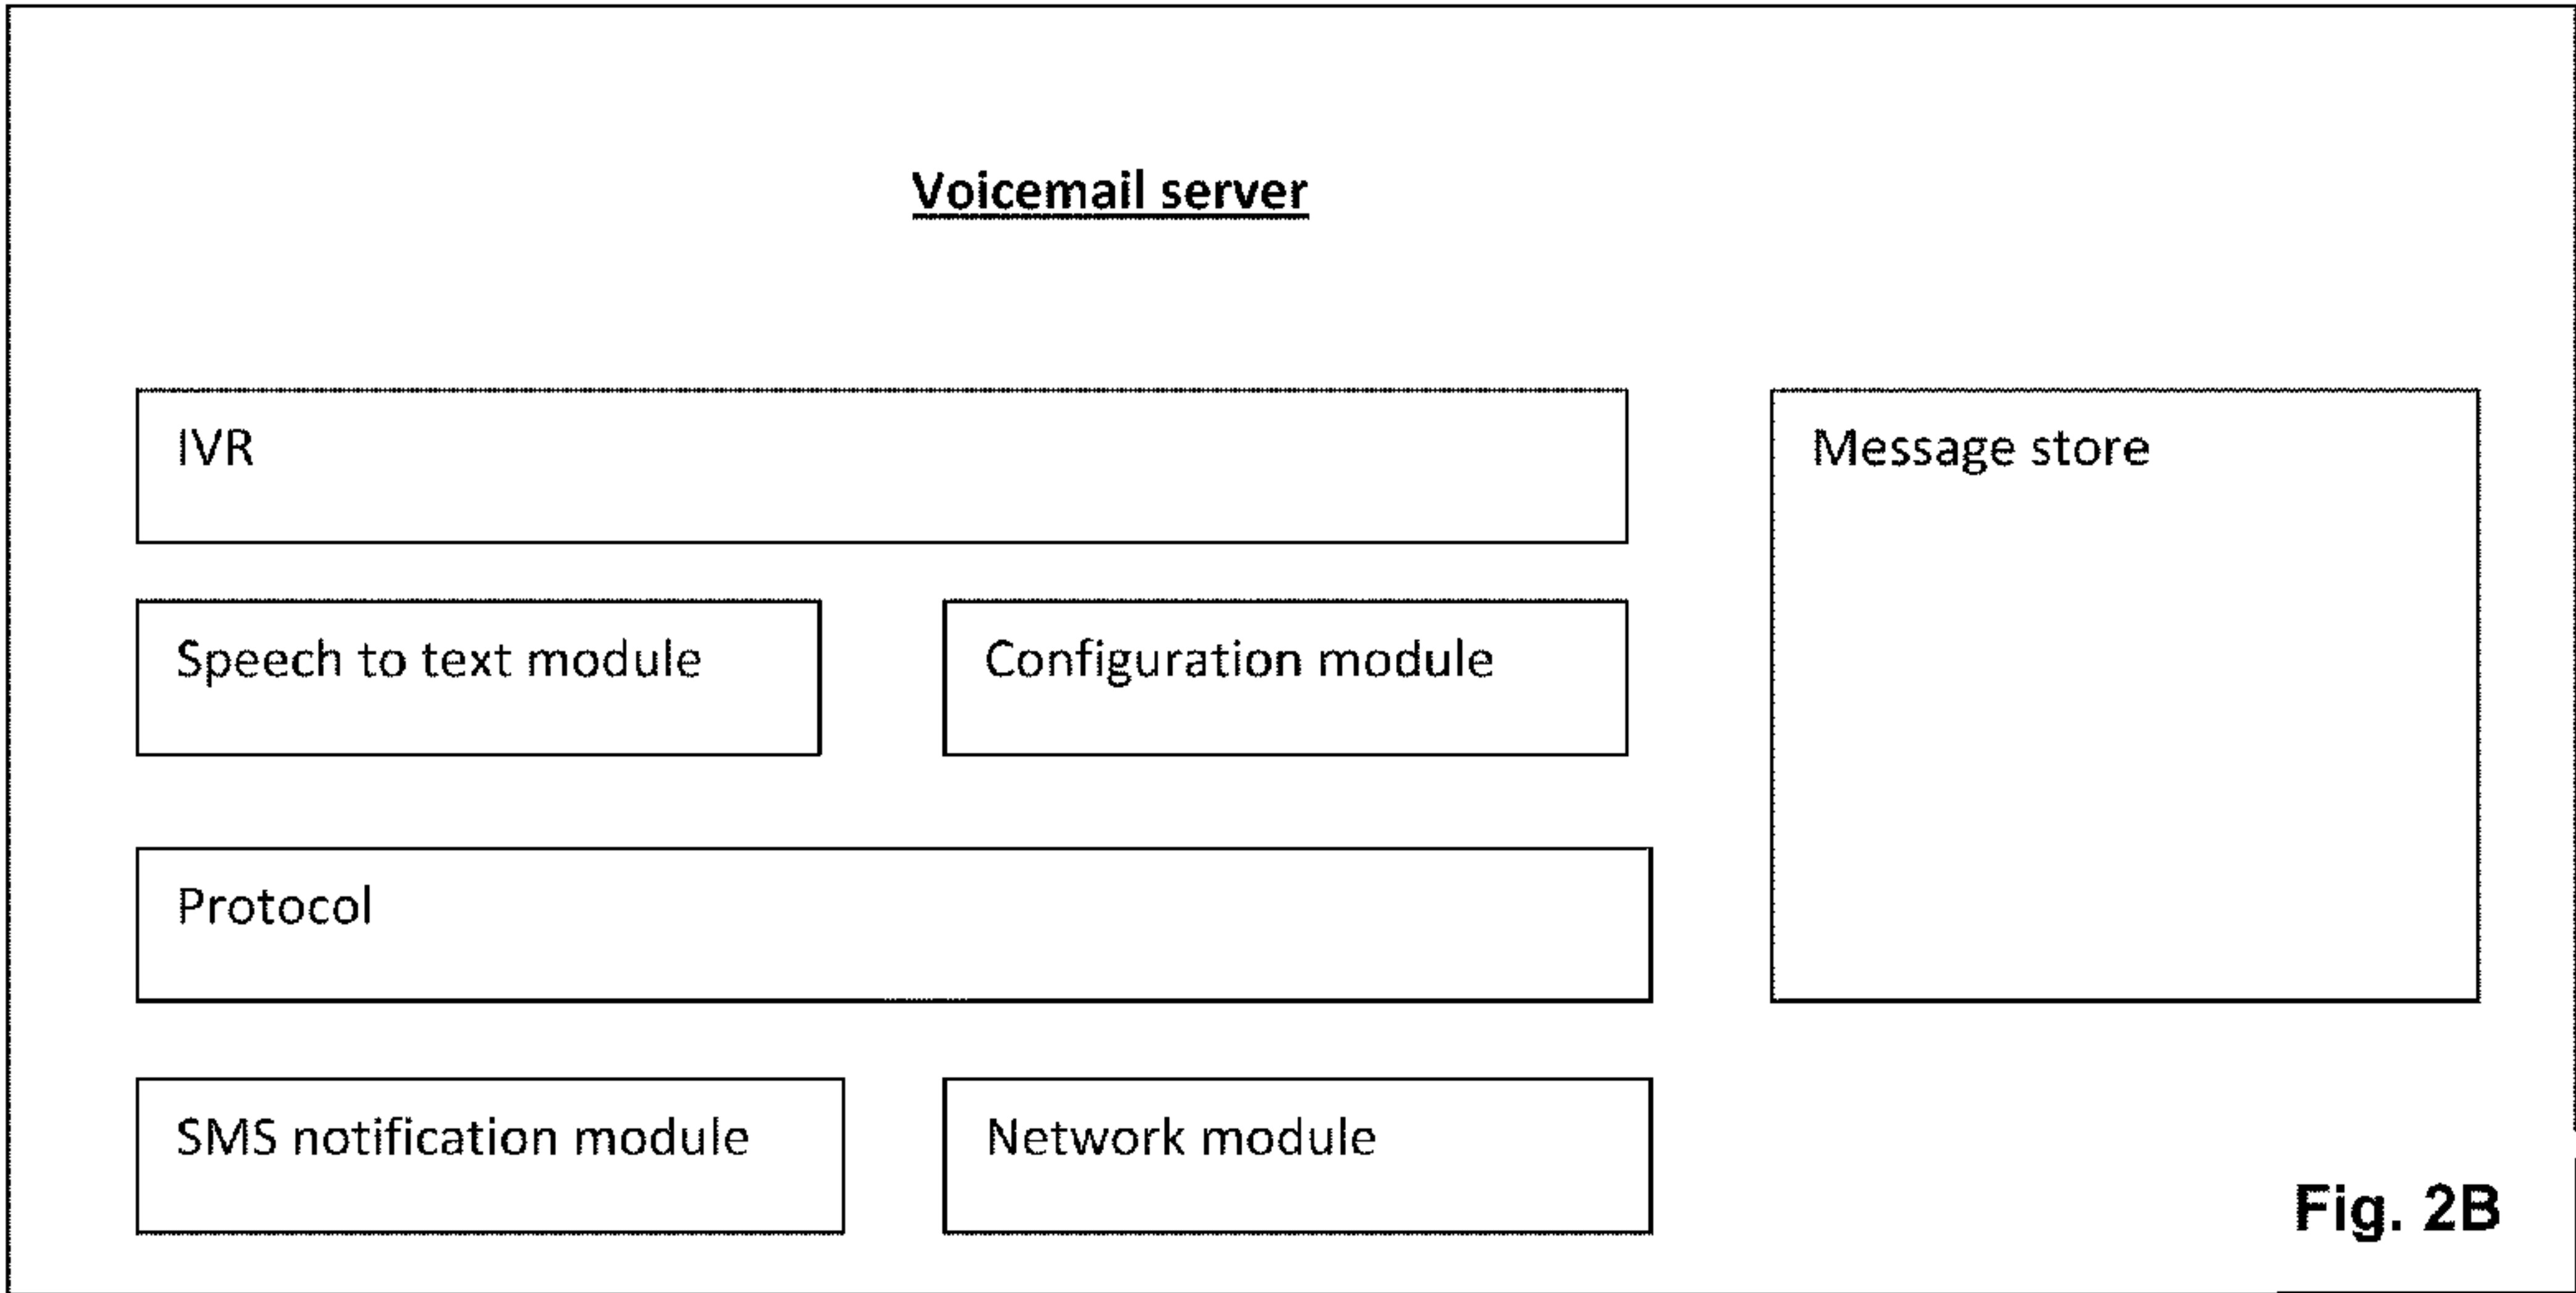 Voicemail server
IVR
Message store
Speech to text module
Configuration module
Protocol
SMS notification module
Network module
Fig. 2B